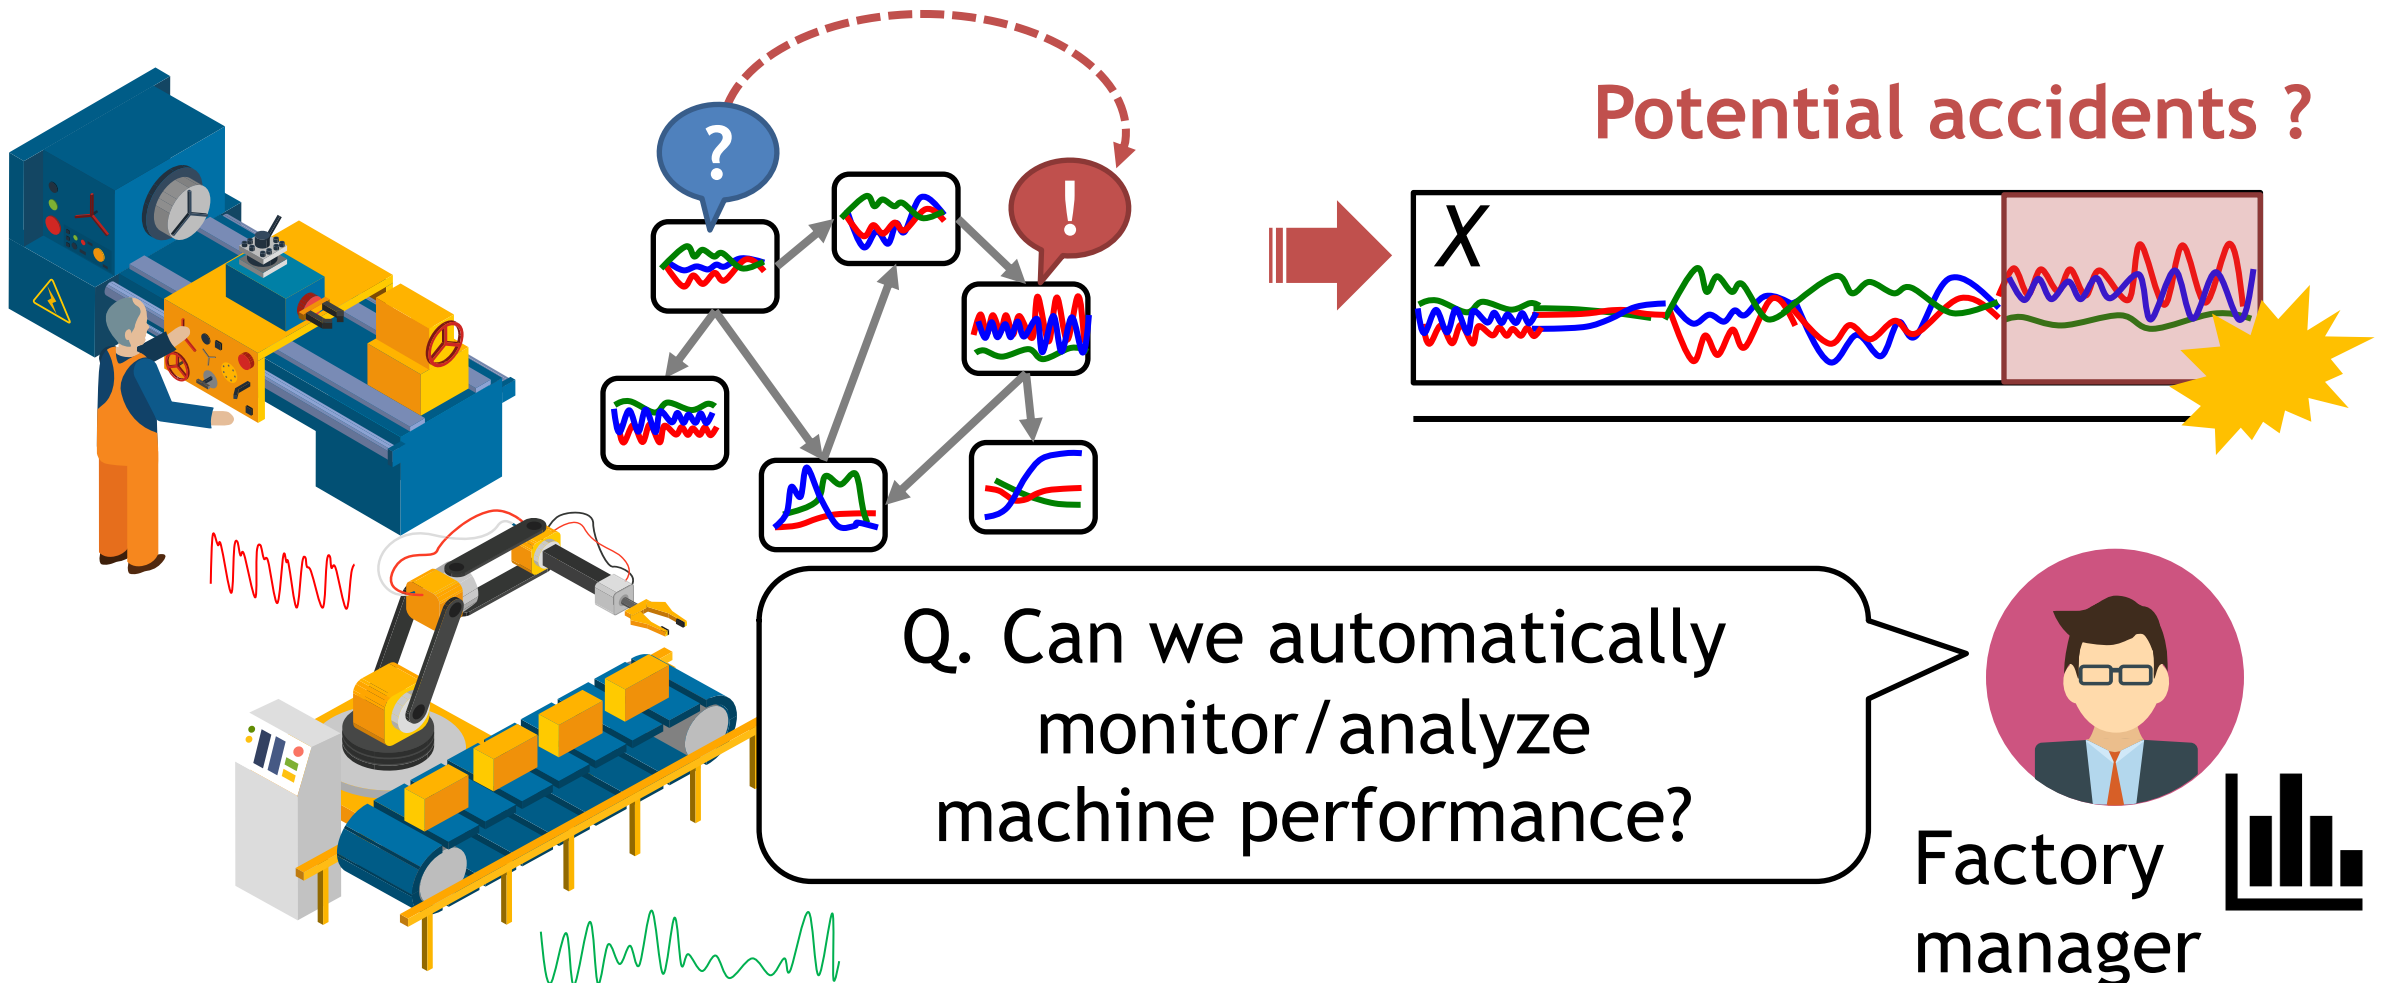 ?
!
Potential accidents ?
X
Q. Can we automatically
monitor/analyze
machine performance?
Factory
manager